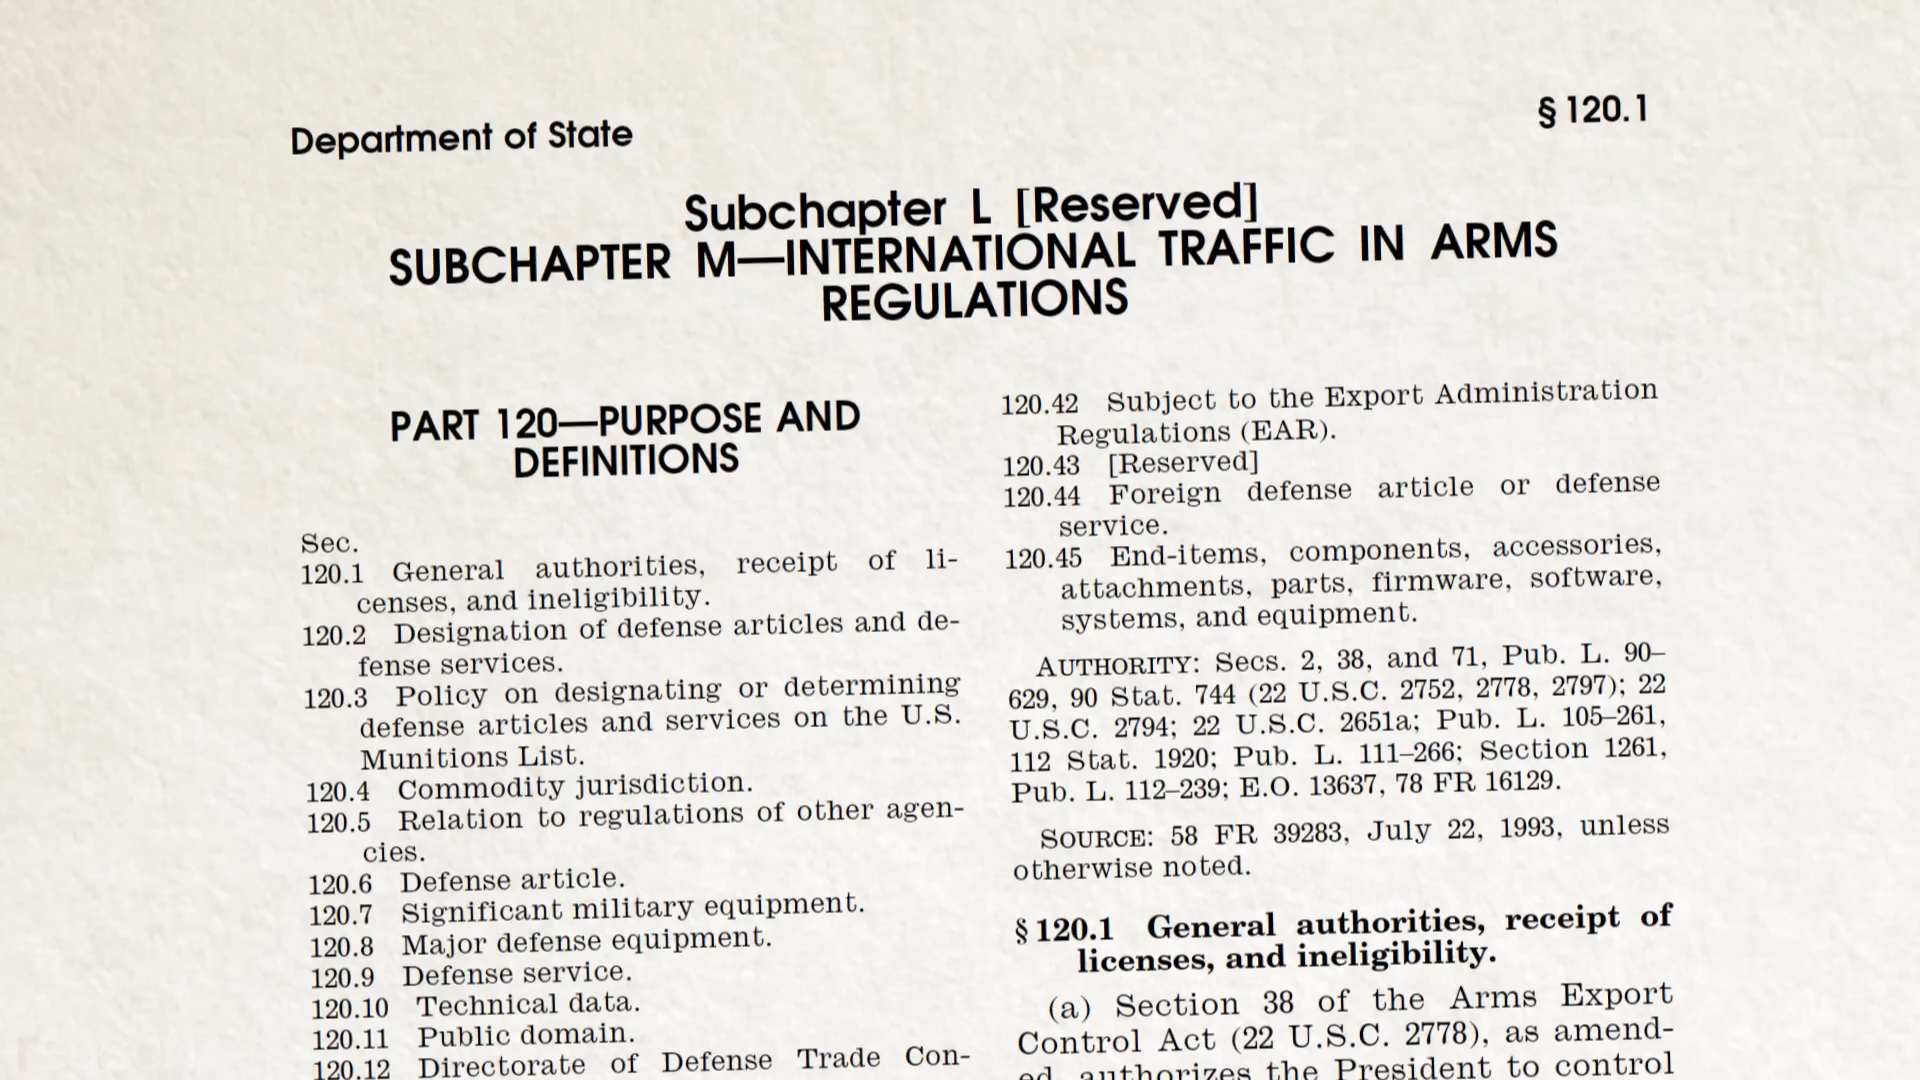 Department of State
§ 120.1
Subchapter L [Reserved]
SUBCHAPTER M—INTERNATIONAL TRAFFIC IN ARMS
REGULATIONS
PART 120—PURPOSE AND
DEFINITIONS
Sec.
120.1 General authorities, receipt of li-
censes, and ineligibility.
120.2 Designation of defense articles and de-
fense services.
120.3 Policy on designating or determining
defense articles and services on the U.S.
Munitions List.
120.4 Commodity jurisdiction.
120.5 Relation to regulations of other agen-
cies.
120.6 Defense article.
120.7 Significant military equipment.
120.8 Major defense equipment.
120.9 Defense service.
120.10 Technical data.
120.11 Public domain.
120.12 Directorate of Defense Trade Con-
120.42 Subject to the Export Administration
Regulations (EAR).
120.43 [Reserved]
120.44 Foreign defense article or defense
service.
120.45 End-items, components, accessories,
attachments, parts, firmware, software,
systems, and equipment.
AUTHORITY: Secs. 2, 38, and 71, Pub. L. 90–
629, 90 Stat. 744 (22 U.S.C. 2752, 2778, 2797); 22
U.S.C. 2794; 22 U.S.C. 2651a; Pub. L. 105–261,
112 Stat. 1920; Pub. L. 111–266; Section 1261,
Pub. L. 112–239; E.O. 13637, 78 FR 16129.
SOURCE: 58 FR 39283, July 22, 1993, unless
otherwise noted.
§ 120.1 General authorities, receipt of
licenses, and ineligibility.
(a) Section 38 of the Arms Export
Control Act (22 U.S.C. 2778), as amend-
ed, authorizes the President to control